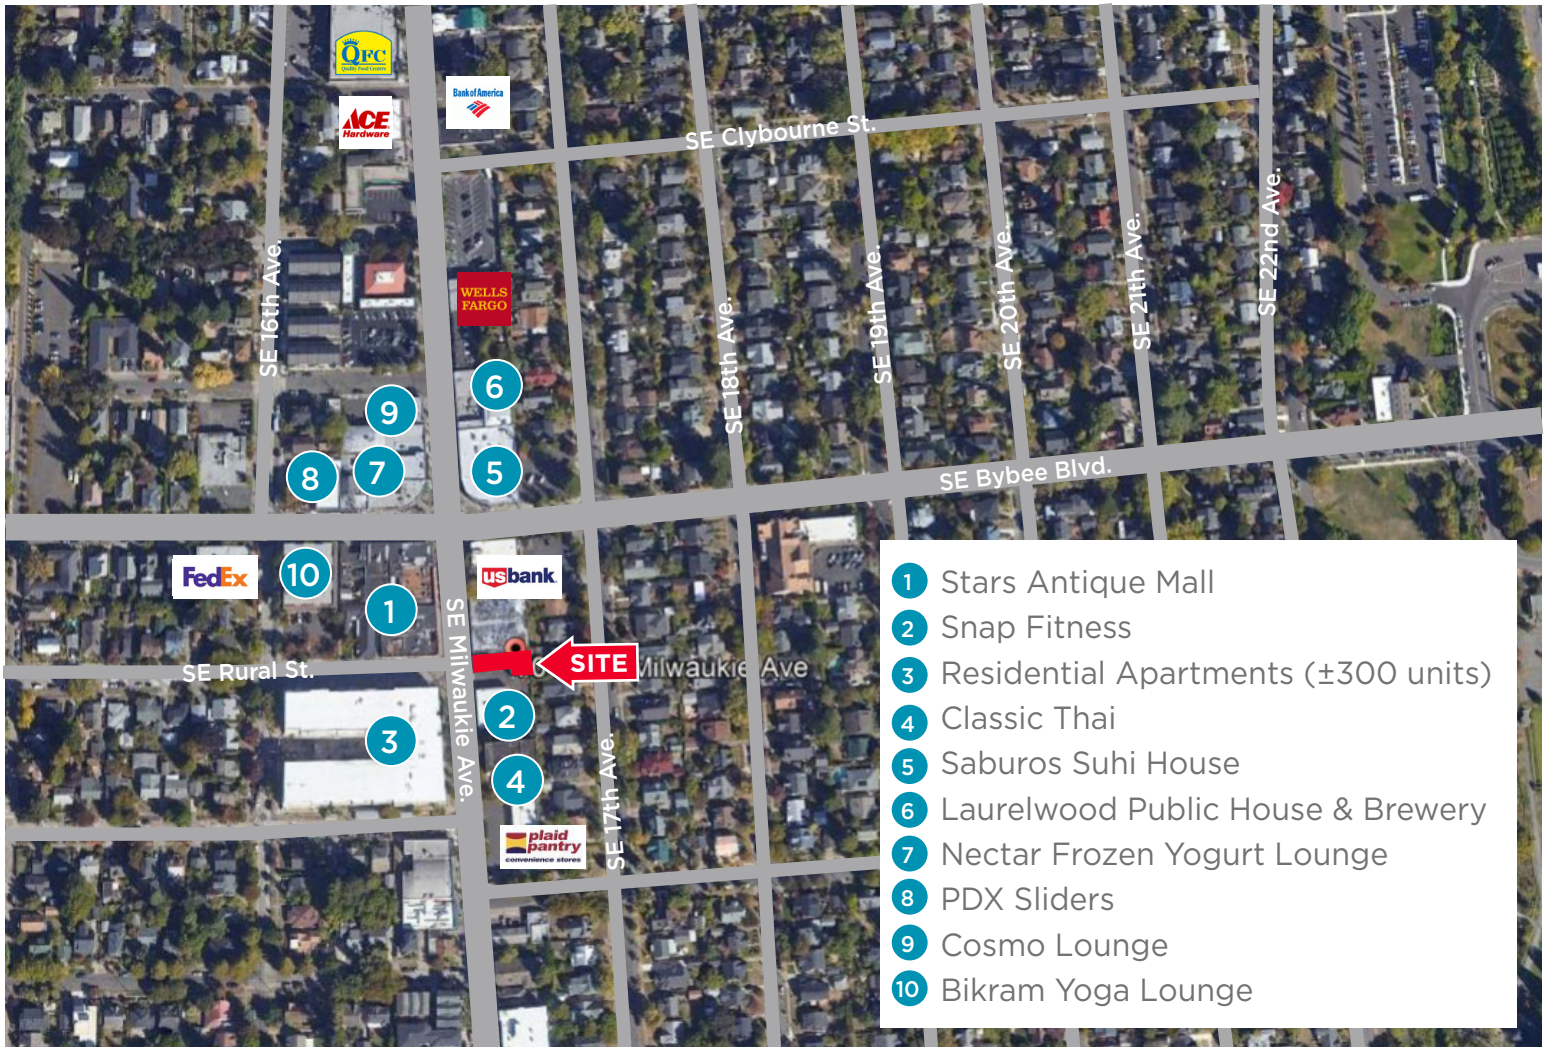 QFC
Quality Food Centers
ACE
Hardware
Bank of America
SE Clybourne St.
WELLS
FARGO
SE 16th Ave.
SE 18th Ave.
SE 19th Ave.
SE 20th Ave.
SE 21th Ave.
SE 22nd Ave.
6
9
8
7
5
SE Bybee Blvd.
FedEx
10
1
usbank
SE Milwaukie Ave.
SE Rural St.
SITE
Milwaukie Ave
2
3
4
SE 17th Ave.
plaid
pantry
convenience stores
1 Stars Antique Mall
2 Snap Fitness
3 Residential Apartments (±300 units)
4 Classic Thai
5 Saburos Suhi House
6 Laurelwood Public House & Brewery
7 Nectar Frozen Yogurt Lounge
8 PDX Sliders
9 Cosmo Lounge
10 Bikram Yoga Lounge